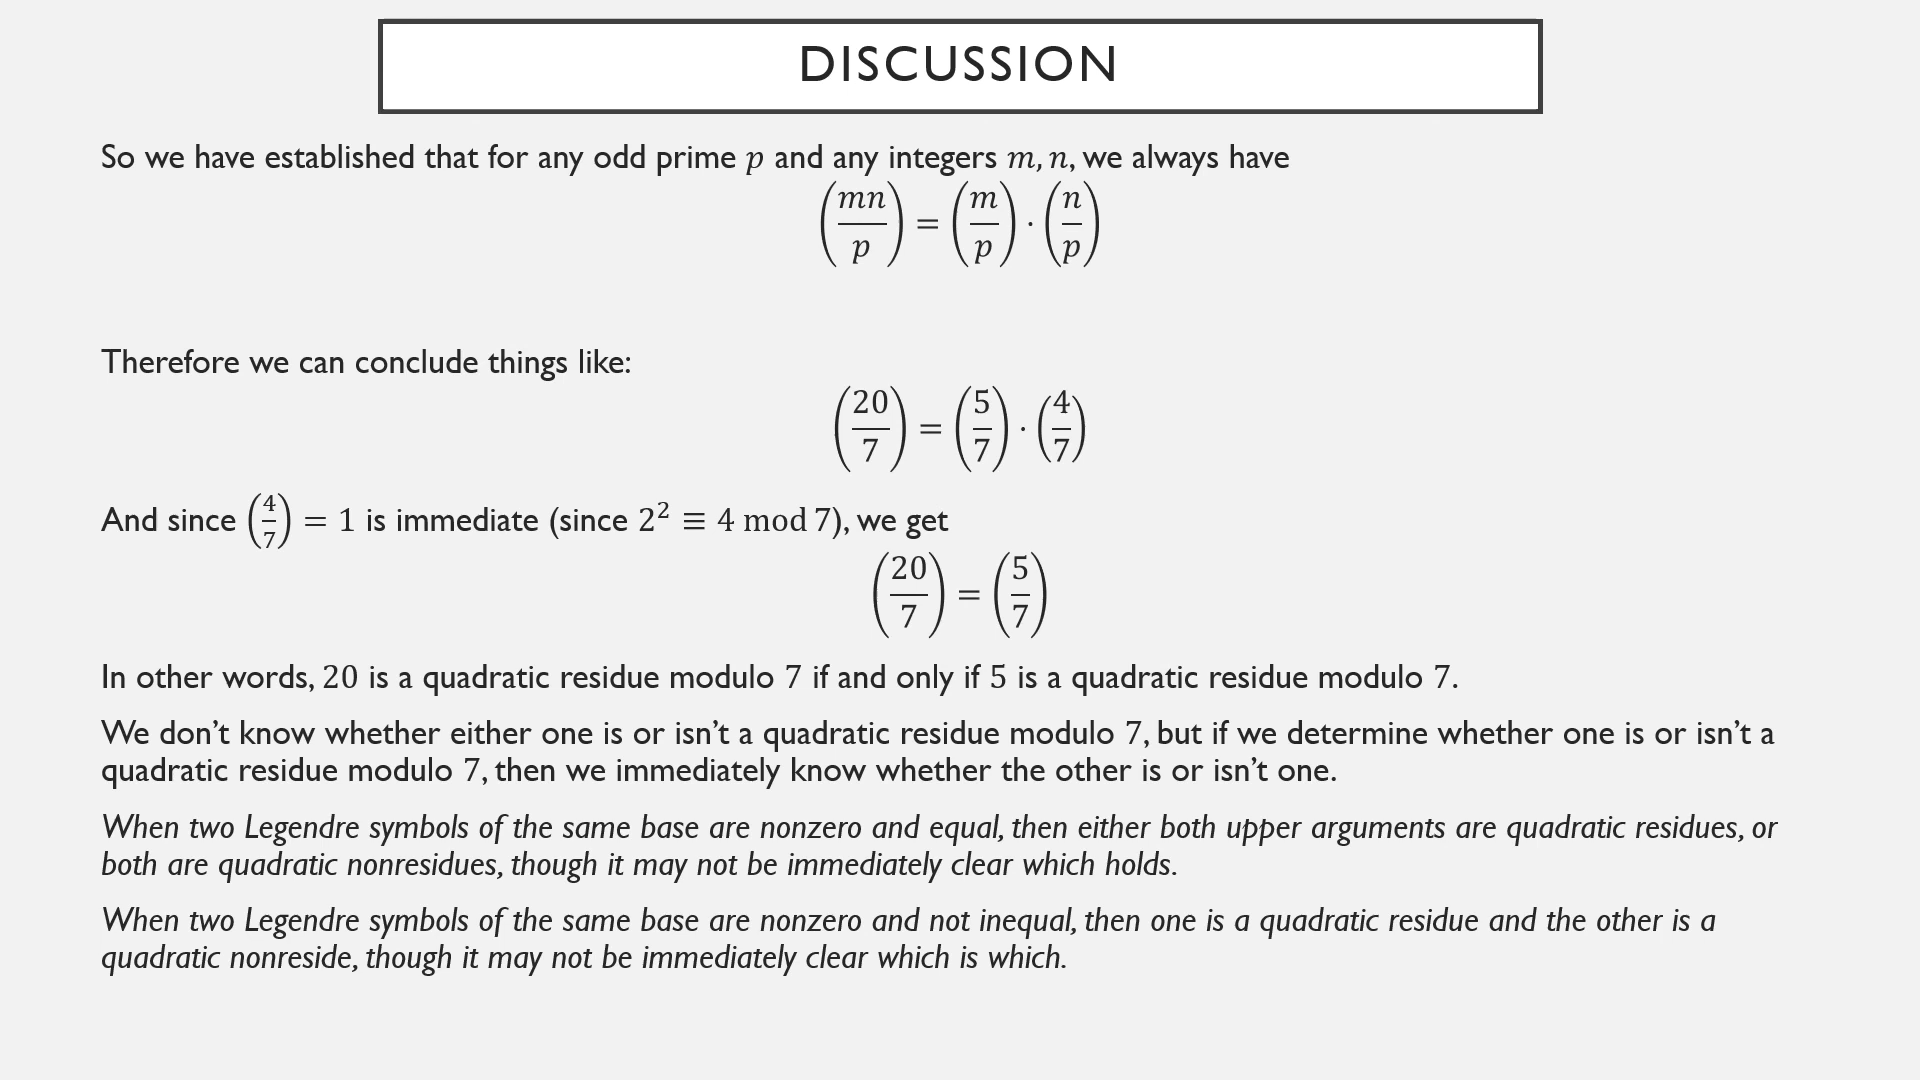 DISCUSSION
So we have established that for any odd prime p and any integers m, n, we always have
(mn/p) = (m/p) · (n/p)
Therefore we can conclude things like:
(20/7) = (5/7) · (4/7)
And since (4/7) = 1 is immediate (since 2² ≡ 4 mod 7), we get
(20/7) = (5/7)
In other words, 20 is a quadratic residue modulo 7 if and only if 5 is a quadratic residue modulo 7.
We don’t know whether either one is or isn’t a quadratic residue modulo 7, but if we determine whether one is or isn’t a
quadratic residue modulo 7, then we immediately know whether the other is or isn’t one.
When two Legendre symbols of the same base are nonzero and equal, then either both upper arguments are quadratic residues, or
both are quadratic nonresidues, though it may not be immediately clear which holds.
When two Legendre symbols of the same base are nonzero and not inequal, then one is a quadratic residue and the other is a
quadratic nonreside, though it may not be immediately clear which is which.